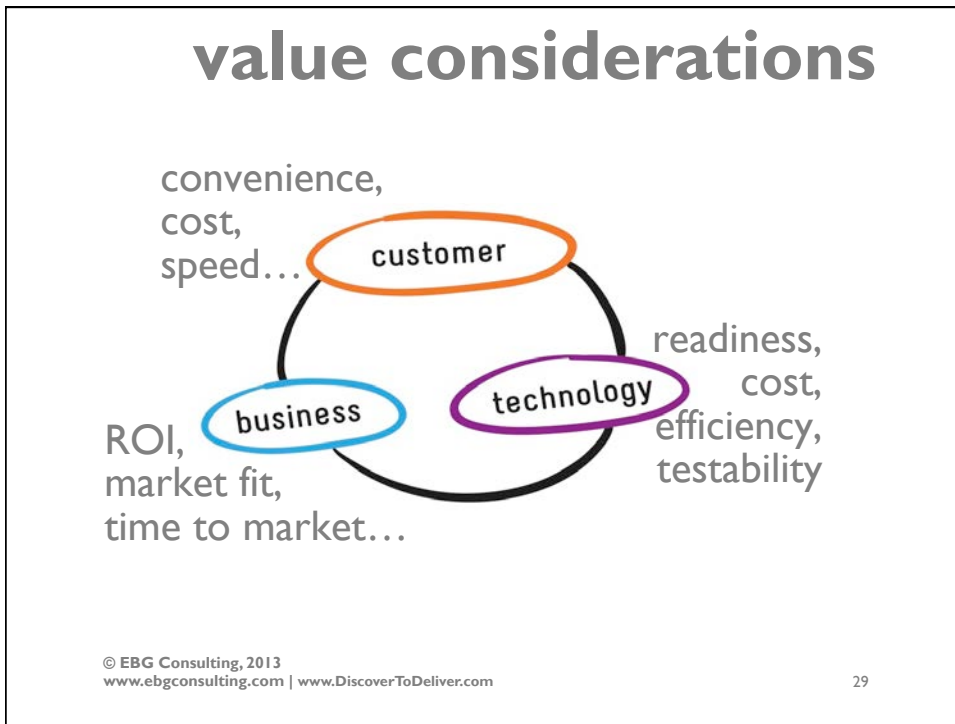 value considerations
convenience,
cost,
speed…
customer
readiness,
cost,
efficiency,
testability
technology
business
ROI,
market fit,
time to market…
© EBG Consulting, 2013
www.ebgconsulting.com | www.DiscoverToDeliver.com
29